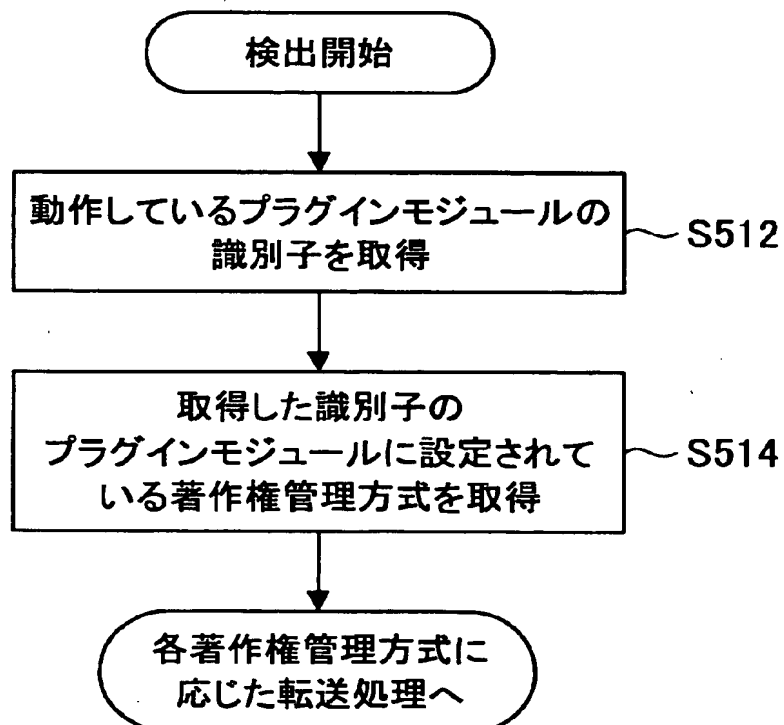 検出開始
動作しているプラグインモジュールの
識別子を取得
S512
取得した識別子の
プラグインモジュールに設定されて
いる著作権管理方式を取得
S514
各著作権管理方式に
応じた転送処理へ